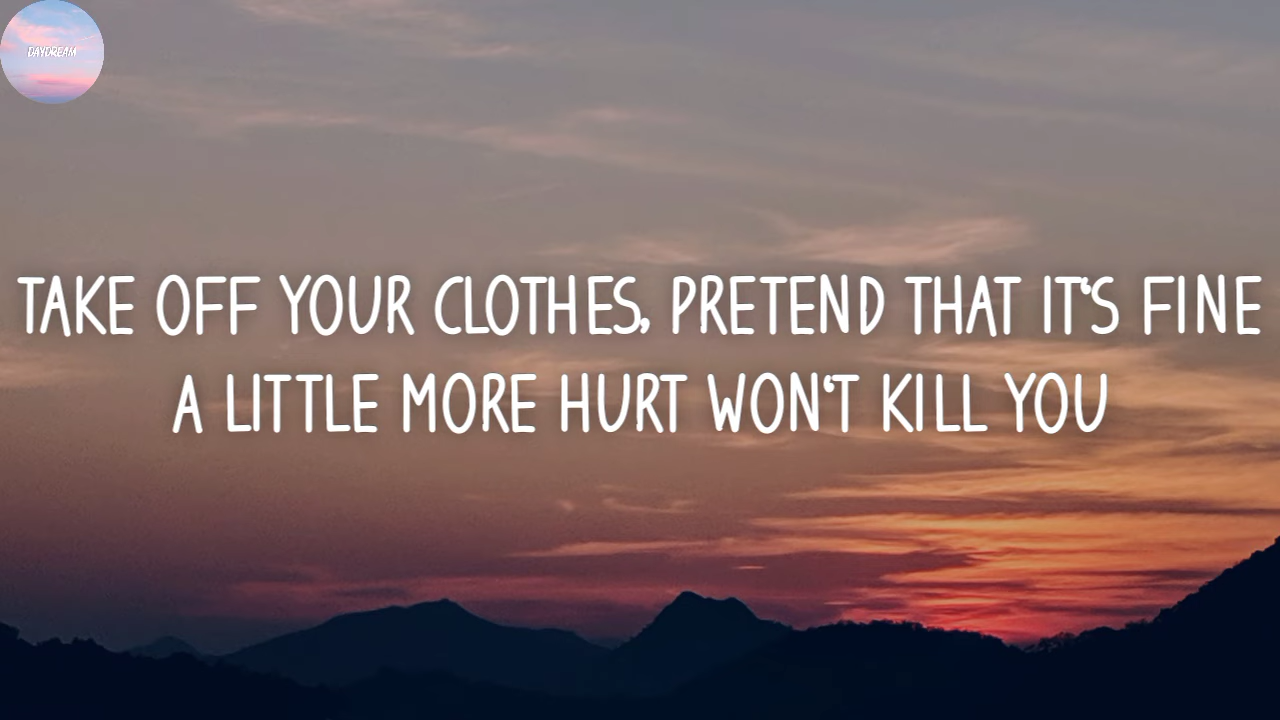 DAYDREAM
TAKE OFF YOUR CLOTHES, PRETEND THAT IT'S FINE
A LITTLE MORE HURT WON'T KILL YOU